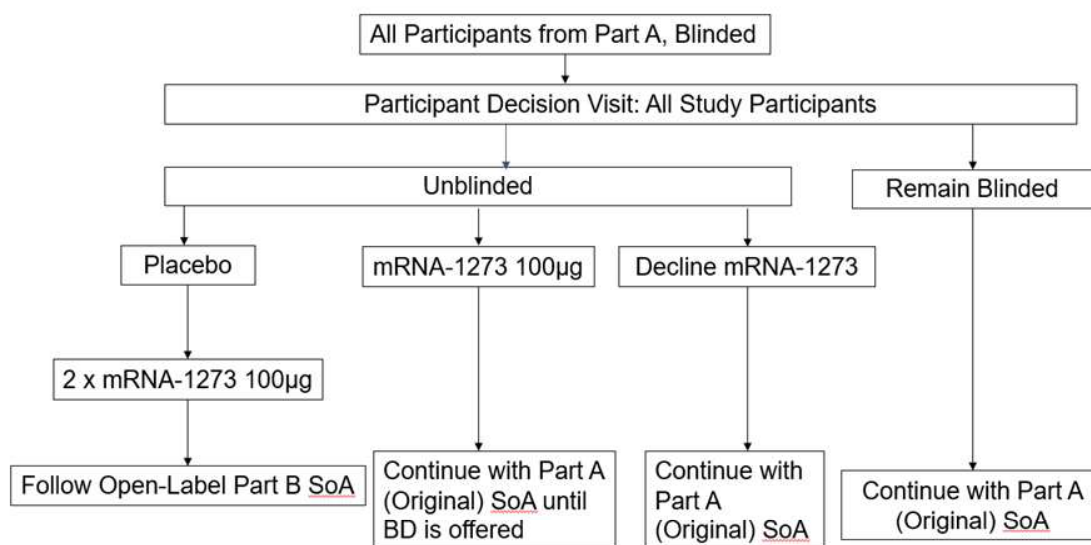 All Participants from Part A, Blinded
Participant Decision Visit: All Study Participants
Unblinded
Remain Blinded
Placebo
mRNA-1273 100µg
Decline mRNA-1273
2 x mRNA-1273 100µg
Follow Open-Label Part B SoA
Continue with Part A
(Original) SoA until
BD is offered
Continue with
Part A
(Original) SoA
Continue with Part A
(Original) SoA